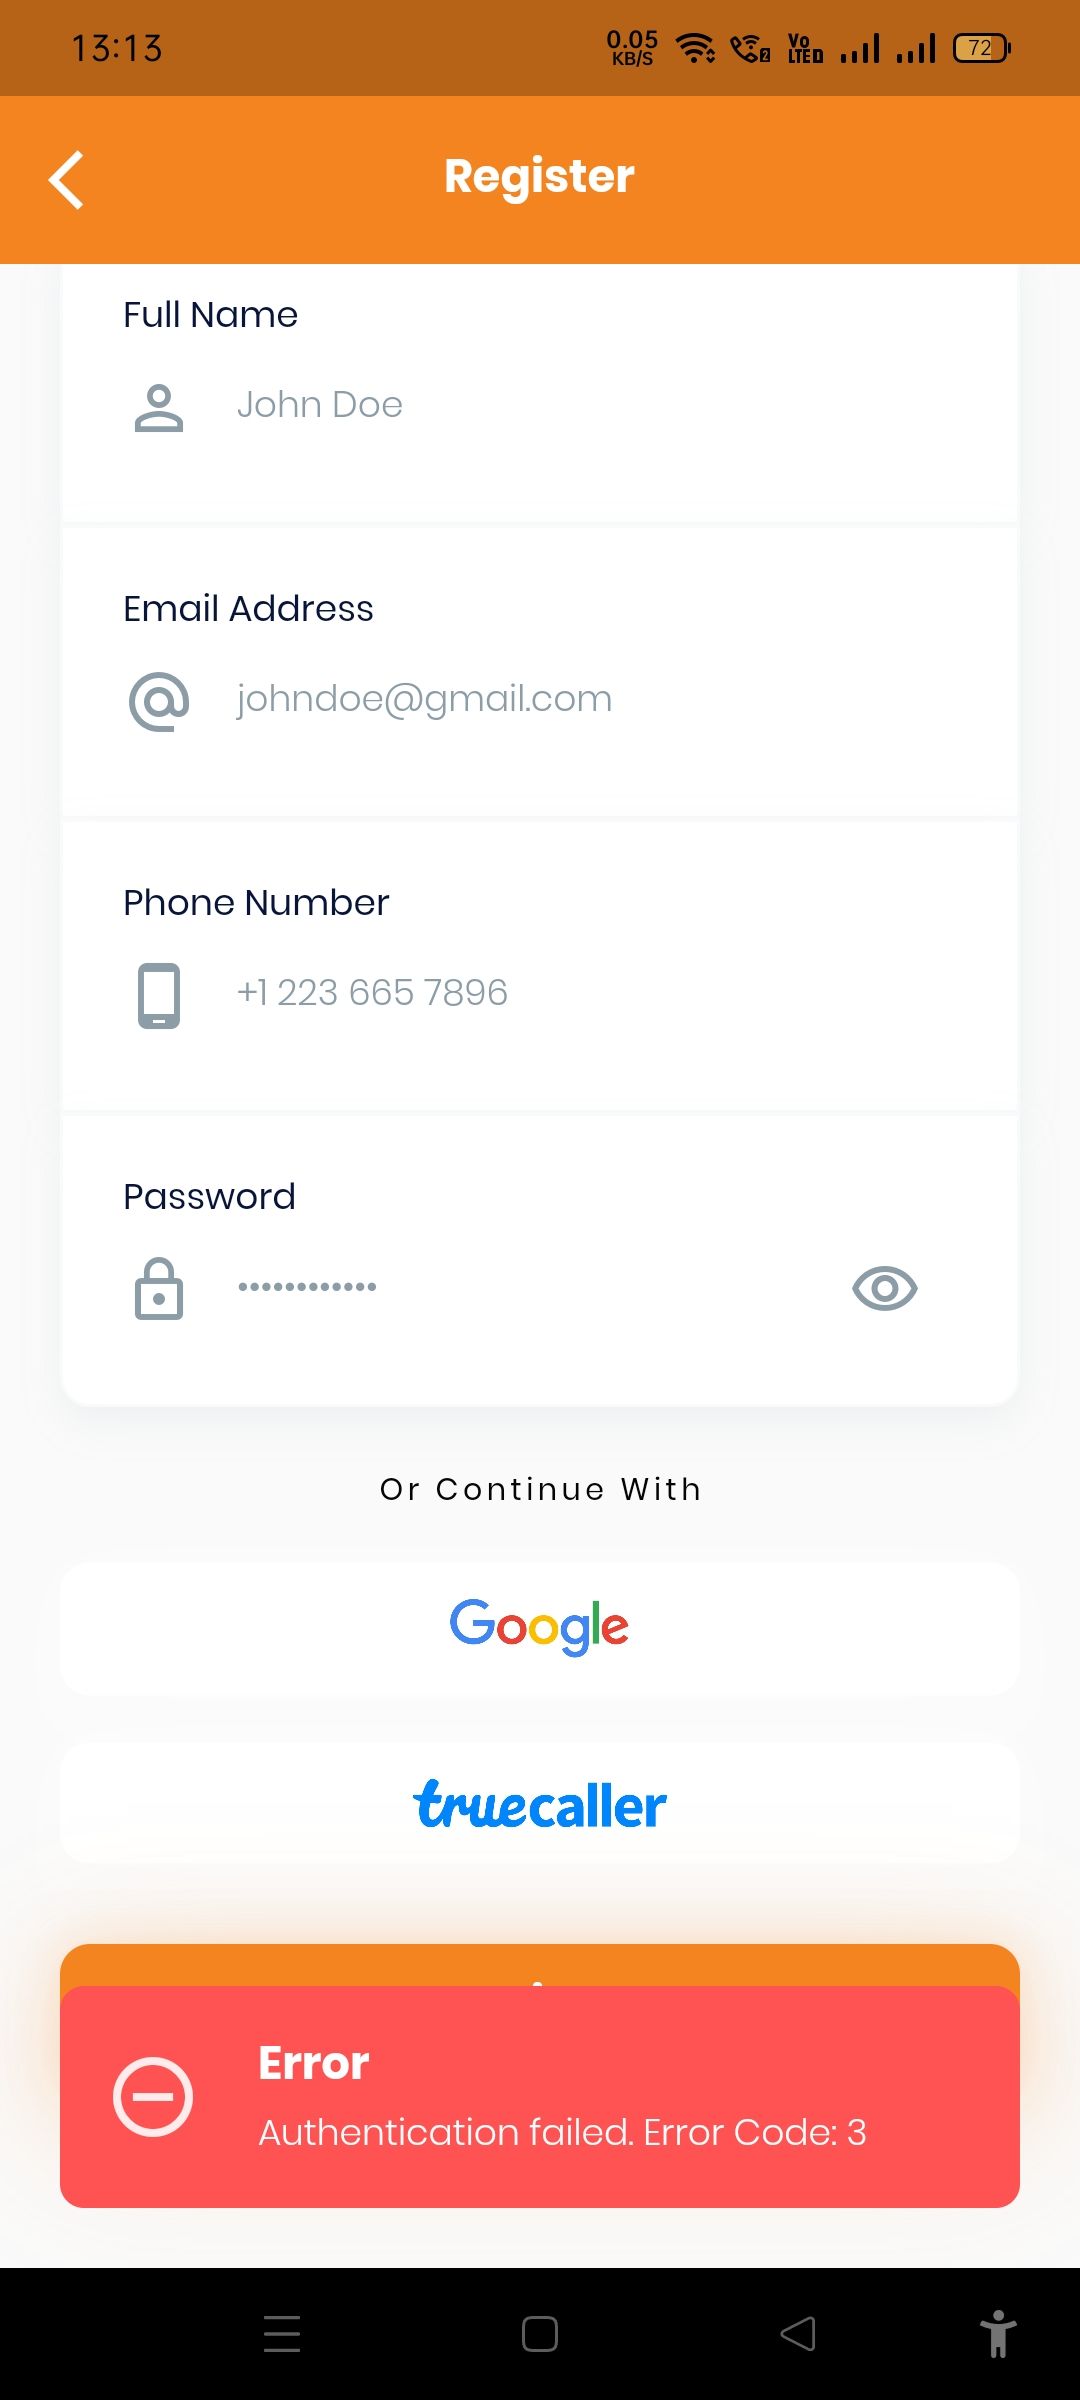 13:13
0.05
KB/S
Vo
LTE
72
Register
Full Name
John Doe
Email Address
johndoe@gmail.com
Phone Number
+1 223 665 7896
Password
••••••••••••
Or Continue With
Google
truecaller
Error
Authentication failed. Error Code: 3